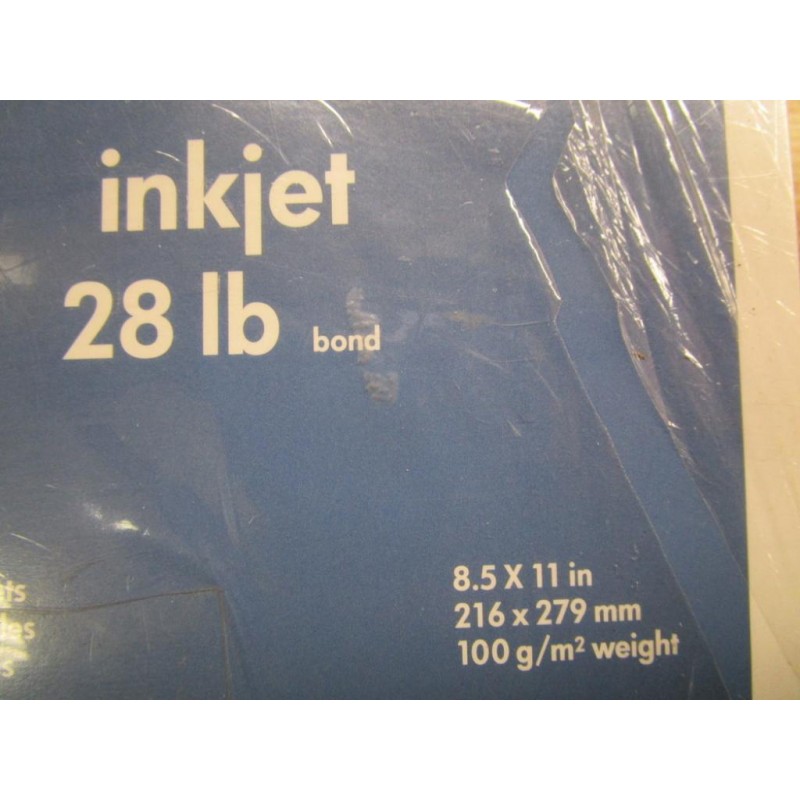 inkjet
28 lb bond
8.5 X 11 in
216 x 279 mm
100 g/m² weight